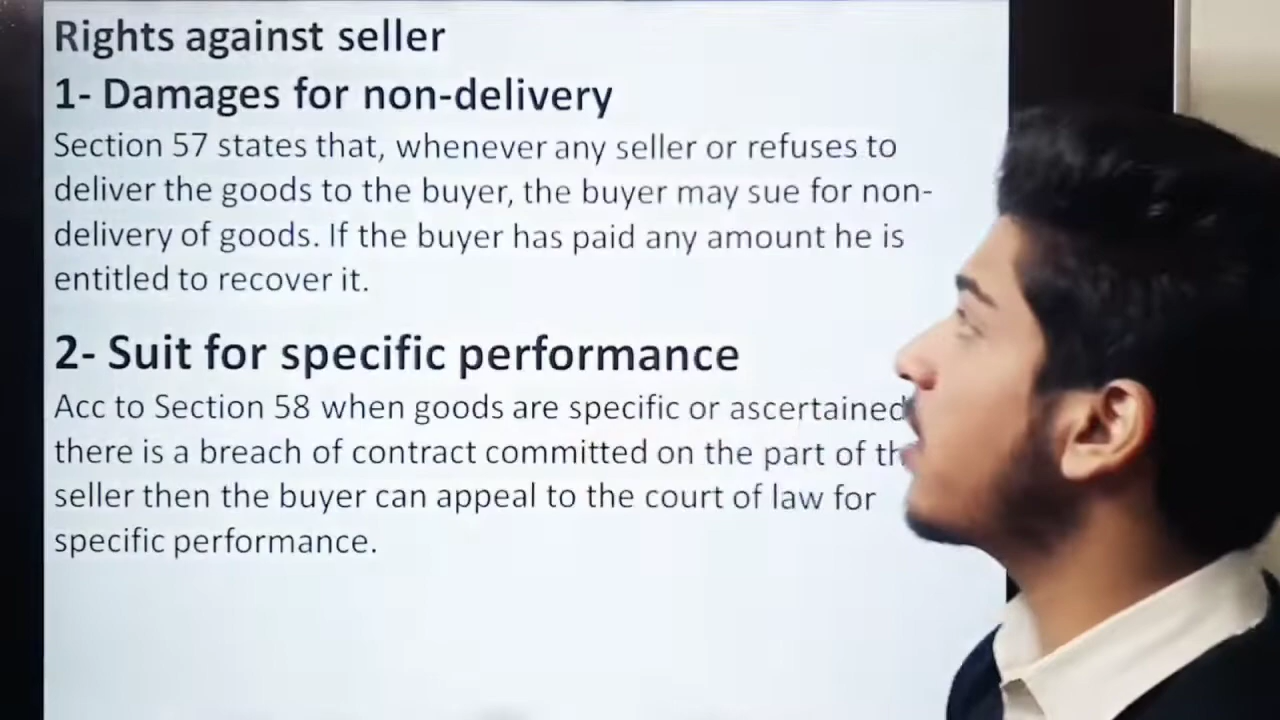 Rights against seller
1- Damages for non-delivery
Section 57 states that, whenever any seller or refuses to
deliver the goods to the buyer, the buyer may sue for non-
delivery of goods. If the buyer has paid any amount he is
entitled to recover it.
2- Suit for specific performance
Acc to Section 58 when goods are specific or ascertained
there is a breach of contract committed on the part of
seller then the buyer can appeal to the court of law for
specific performance.